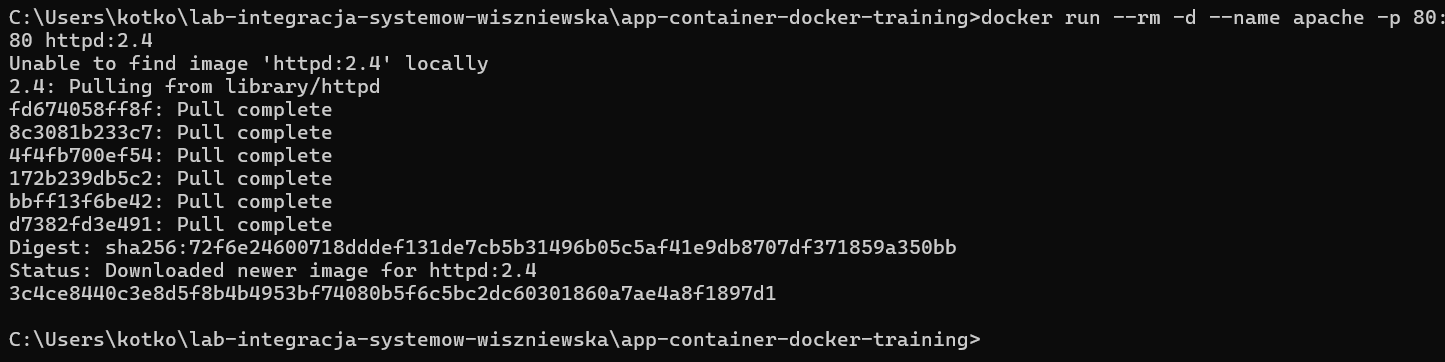 C:\Users\kotko\lab-integracja-systemow-wiszniewska\app-container-docker-training>docker run --rm -d --name apache -p 80:
80 httpd:2.4
Unable to find image 'httpd:2.4' locally
2.4: Pulling from library/httpd
fd674058ff8f: Pull complete
8c3081b233c7: Pull complete
4f4fb700ef54: Pull complete
172b239db5c2: Pull complete
bbff13f6be42: Pull complete
d7382fd3e491: Pull complete
Digest: sha256:72f6e24600718dddef131de7cb5b31496b05c5af41e9db8707df371859a350bb
Status: Downloaded newer image for httpd:2.4
3c4ce8440c3e8d5f8b4b4953bf74080b5f6c5bc2dc60301860a7ae4a8f1897d1
C:\Users\kotko\lab-integracja-systemow-wiszniewska\app-container-docker-training>